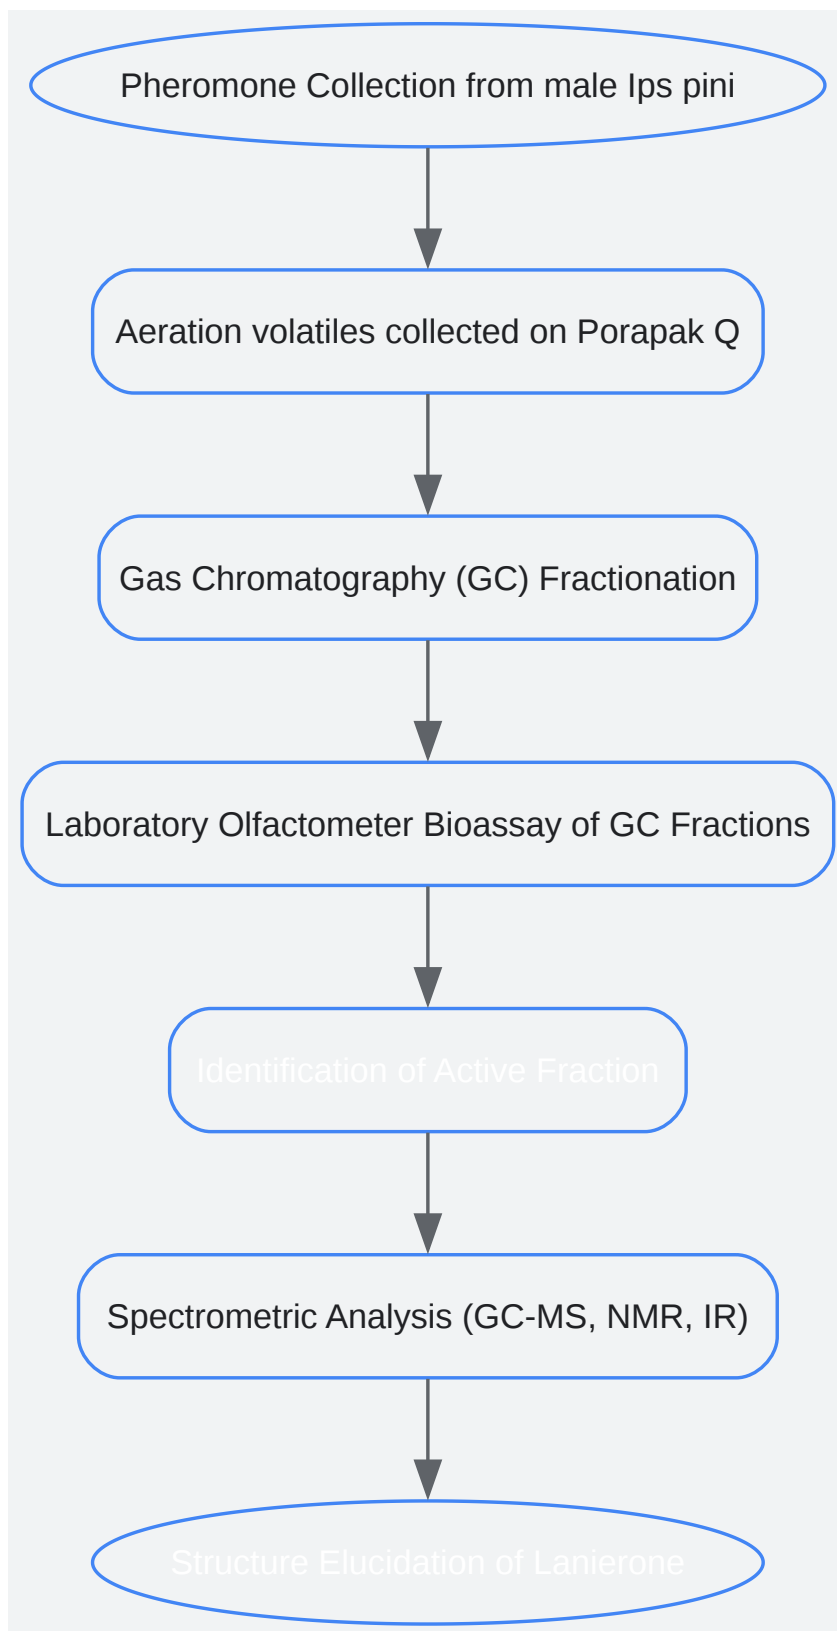 Pheromone Collection from male Ips pini
Aeration volatiles collected on Porapak Q
Gas Chromatography (GC) Fractionation
Laboratory Olfactometer Bioassay of GC Fractions
Identification of Active Fraction
Spectrometric Analysis (GC-MS, NMR, IR)
Structure Elucidation of Lanierone